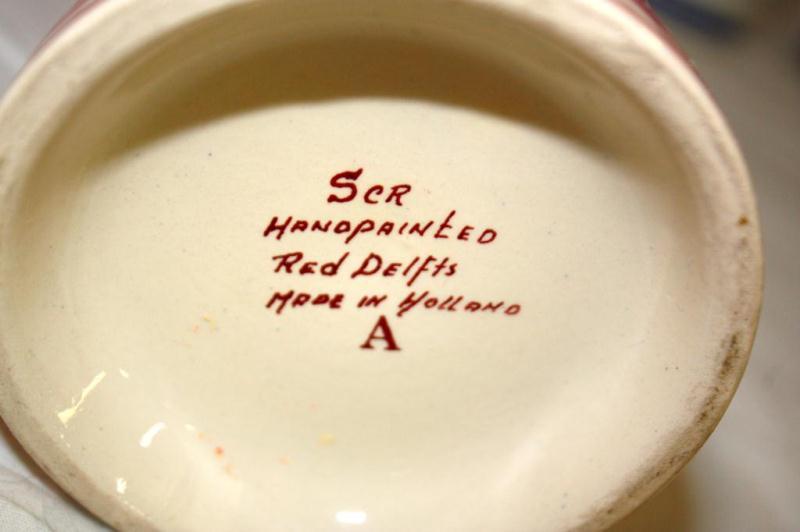 SCR
HANDPAINtED
Red Delfts
MADE IN HOLLAND
A